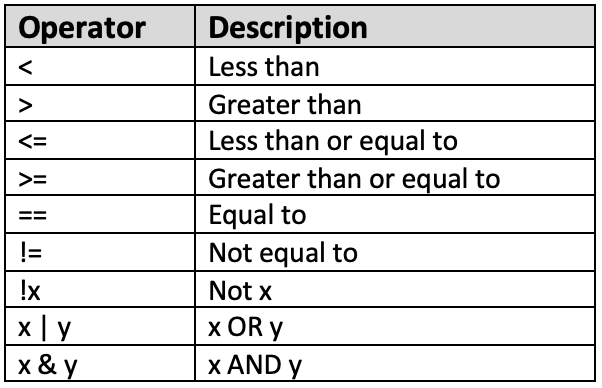 Operator Description
< Less than
> Greater than
<= Less than or equal to
>= Greater than or equal to
== Equal to
!= Not equal to
!x Not x
x | y x OR y
x & y x AND y